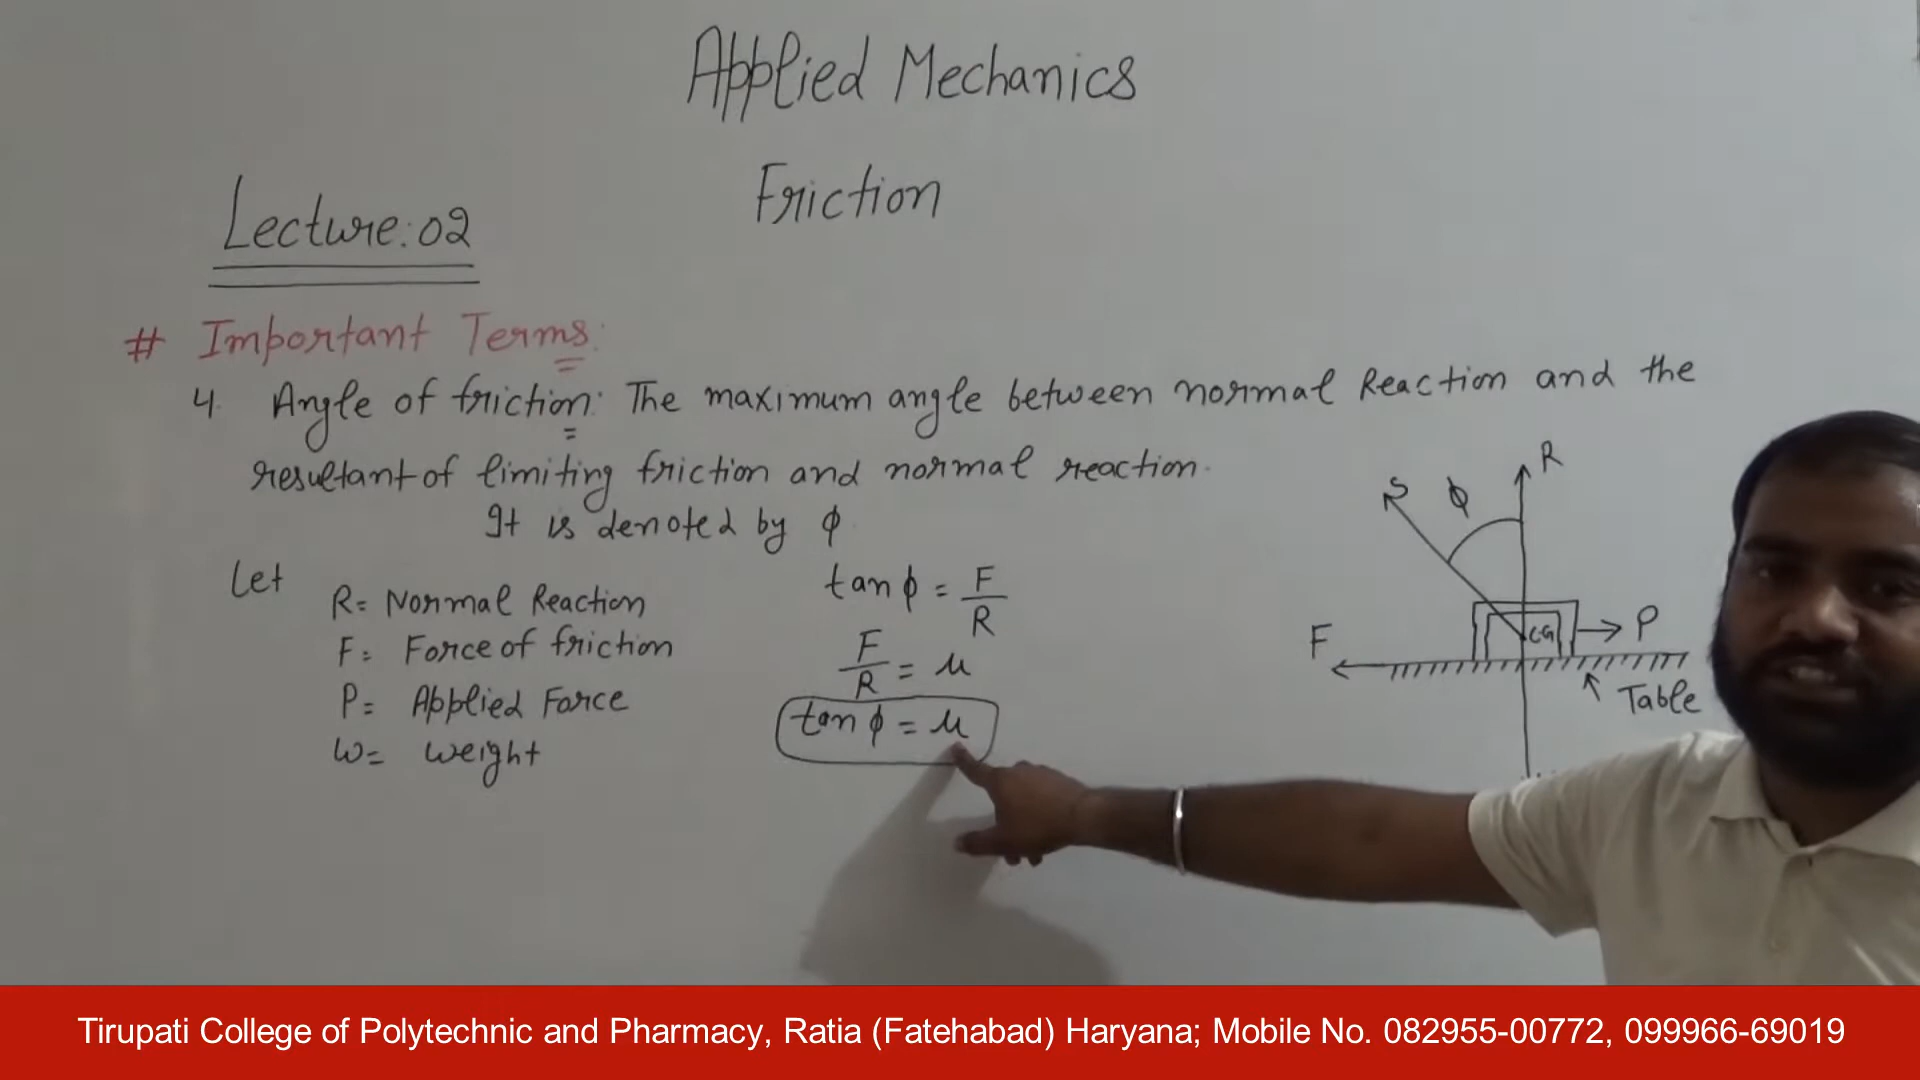 Applied Mechanics
Friction
Lecture: 02
# Important Terms:
4. Angle of friction: The maximum angle between normal Reaction and the
resultant of limiting friction and normal reaction.
It is denoted by ϕ
Let
R = Normal Reaction
F = Force of friction
P = Applied Force
W = Weight
tan ϕ = F/R
F/R = μ
tan ϕ = μ
S ϕ R
C.G
F P
Table
Tirupati College of Polytechnic and Pharmacy, Ratia (Fatehabad) Haryana; Mobile No. 082955-00772, 099966-69019